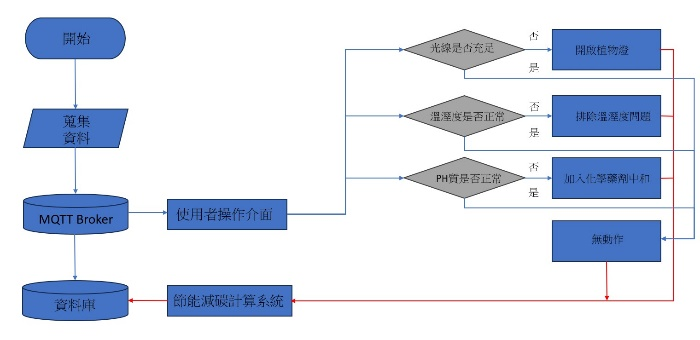 開始
蒐集
資料
MQTT Broker
資料庫
使用者操作介面
節能減碳計算系統
光線是否充足
否
是
開啟植物燈
溫溼度是否正常
否
是
排除溫溼度問題
PH質是否正常
否
是
加入化學藥劑中和
無動作